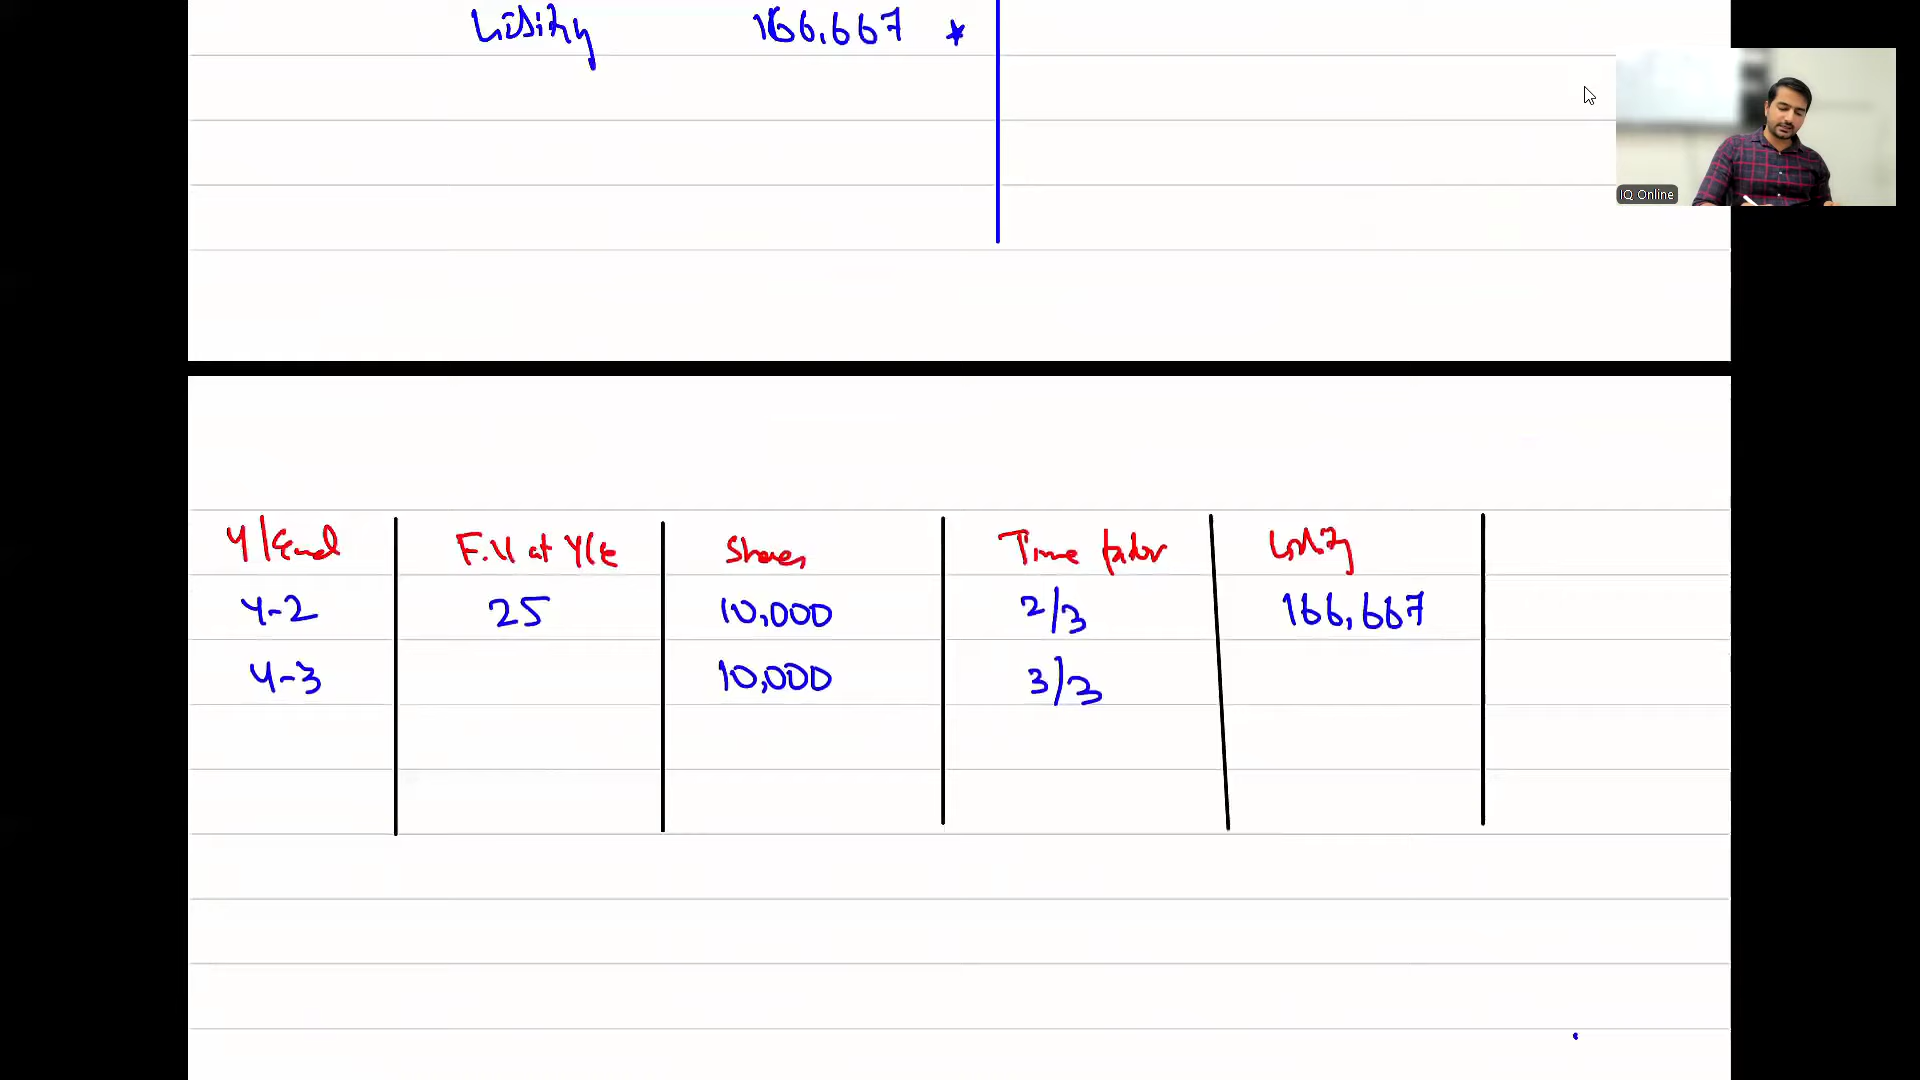 Liability 166,667 *
IQ Online
Y/End F.V at Y/E Shares Time factor Liability
Y-2 25 10,000 2/3 166,667
Y-3 10,000 3/3